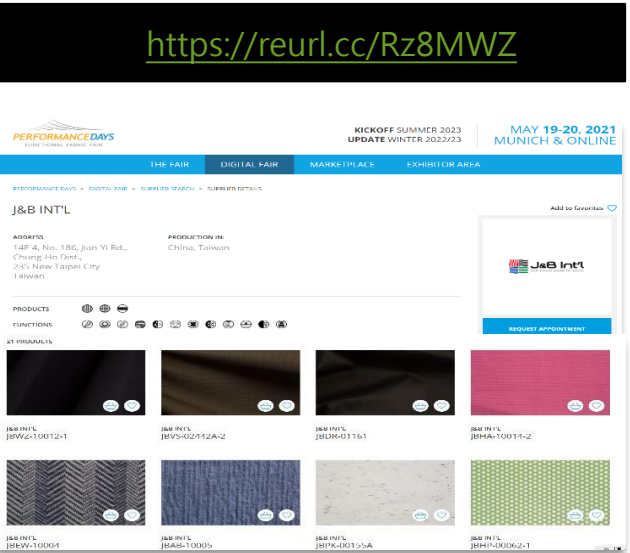 https://reurl.cc/Rz8MWZ
PERFORMANCEDAYS
FUNCTIONAL FABRIC FAIR
KICKOFF SUMMER 2023
UPDATE WINTER 2022/23
MAY 19-20, 2021
MUNICH & ONLINE
THE FAIR DIGITAL FAIR MARKETPLACE EXHIBITOR AREA
PERFORMANCE DAYS > DIGITAL FAIR > SUPPLIER SEARCH > SUPPLIER DETAILS
J&B INT'L
Add to favorites
ADDRESS
14F 4, No. 186, Jian Yi Rd.,
Chung-Ho Dist.,
235 New Taipei City
Taiwan
PRODUCTION IN:
China, Taiwan
J&B Int'l
PRODUCTS
FUNCTIONS
REQUEST APPOINTMENT
21 PRODUCTS
J&B INT'L
JBWZ-10012-1
J&B INT'L
JBVS-02442A-2
J&B INT'L
JBDR-01161
J&B INT'L
JBHA-10014-2
J&B INT'L
JBEW-10004
J&B INT'L
JBAB-10005
J&B INT'L
JBPK-00155A
J&B INT'L
JBHP-00062-1